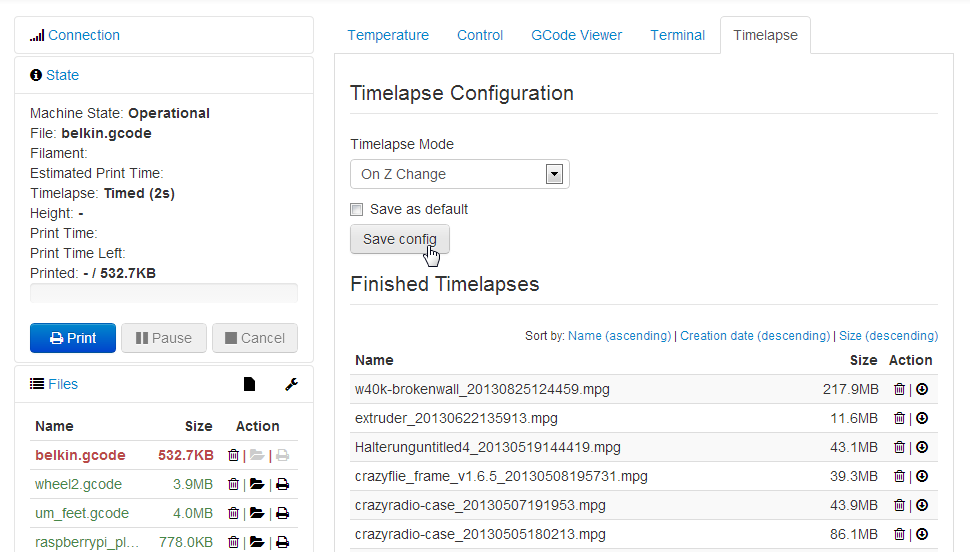 Connection
State
Machine State: Operational
File: belkin.gcode
Filament:
Estimated Print Time:
Timelapse: Timed (2s)
Height: -
Print Time:
Print Time Left:
Printed: - / 532.7KB
Print Pause Cancel
Files
Name Size Action
belkin.gcode 532.7KB | |
wheel2.gcode 3.9MB | |
um_feet.gcode 4.0MB | |
raspberrypi_pl... 778.0KB | |
Temperature Control GCode Viewer Terminal Timelapse
Timelapse Configuration
Timelapse Mode
On Z Change
Save as default
Save config
Finished Timelapses
Sort by: Name (ascending) | Creation date (descending) | Size (descending)
Name Size Action
w40k-brokenwall_20130825124459.mpg 217.9MB |
extruder_20130622135913.mpg 11.6MB |
Halterunguntitled4_20130519144419.mpg 43.1MB |
crazyflie_frame_v1.6.5_20130508195731.mpg 39.3MB |
crazyradio-case_20130507191953.mpg 43.9MB |
crazyradio-case_20130505180213.mpg 86.1MB |